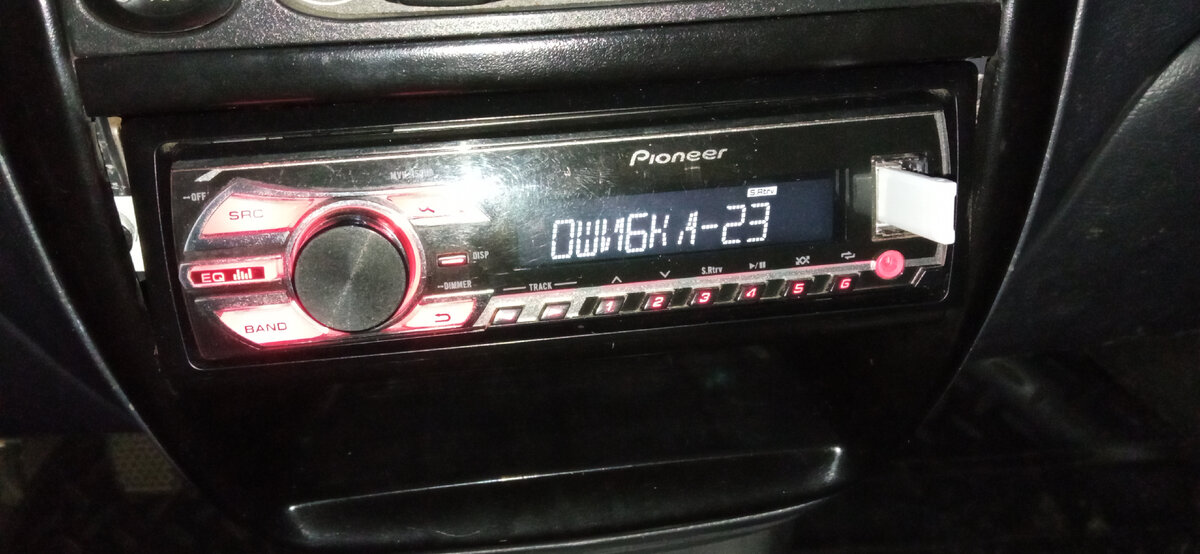 Pioneer
OFF
SRC
S.Rtrv
ОШИБКА-23
DISP
EQ
DIMMER
TRACK
S.Rtrv
BAND
1 2 3 4 5 6